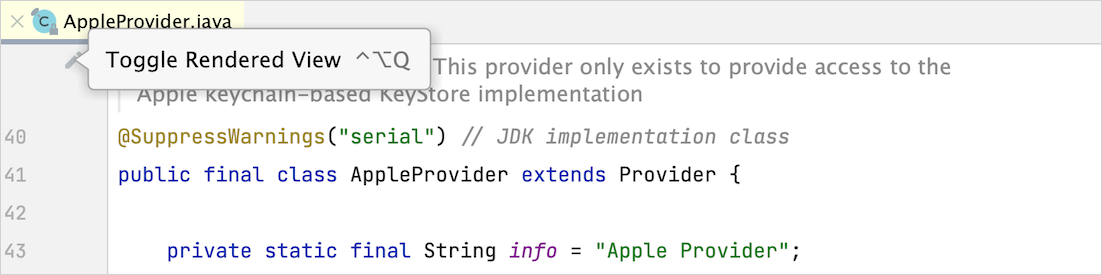 AppleProvider.java
Toggle Rendered View ⌃⌥Q
This provider only exists to provide access to the
Apple keychain-based KeyStore implementation
40 @SuppressWarnings("serial") // JDK implementation class
41 public final class AppleProvider extends Provider {
42
43 private static final String info = "Apple Provider";